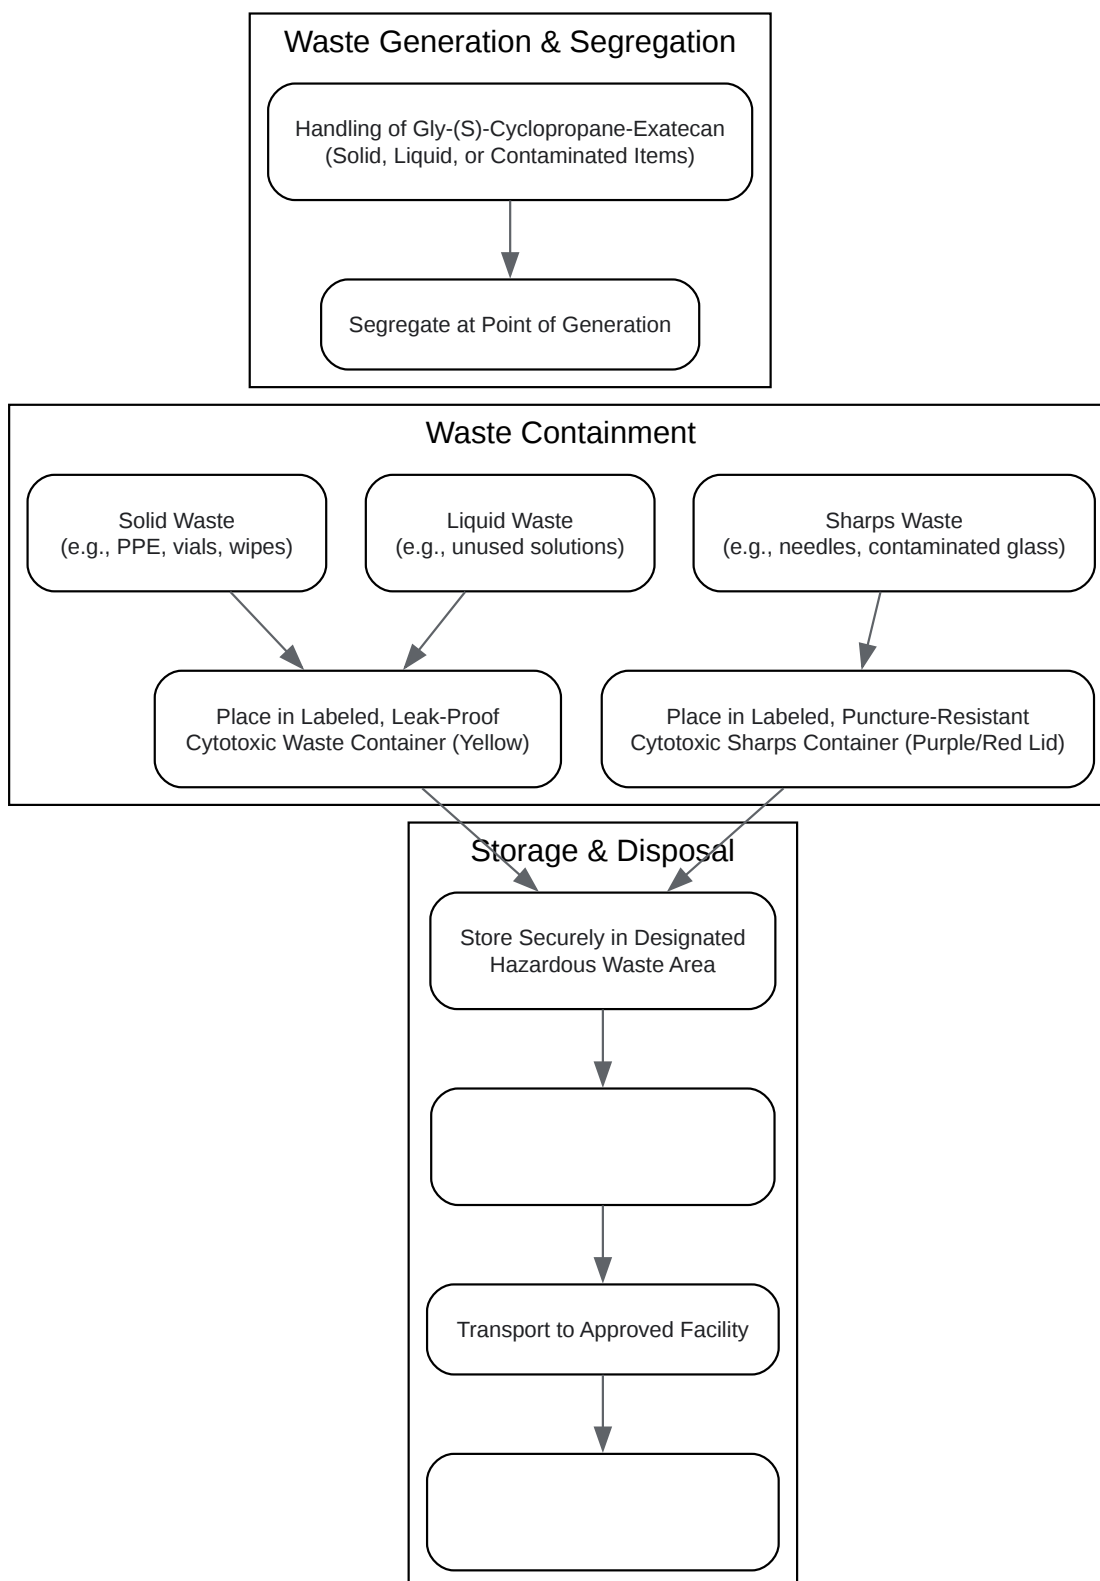 Waste Generation & Segregation
Handling of Gly-(S)-Cyclopropane-Exatecan
(Solid, Liquid, or Contaminated Items)
Segregate at Point of Generation
Waste Containment
Solid Waste
(e.g., PPE, vials, wipes)
Liquid Waste
(e.g., unused solutions)
Sharps Waste
(e.g., needles, contaminated glass)
Place in Labeled, Leak-Proof
Cytotoxic Waste Container (Yellow)
Place in Labeled, Puncture-Resistant
Cytotoxic Sharps Container (Purple/Red Lid)
Storage & Disposal
Store Securely in Designated
Hazardous Waste Area
Transport to Approved Facility